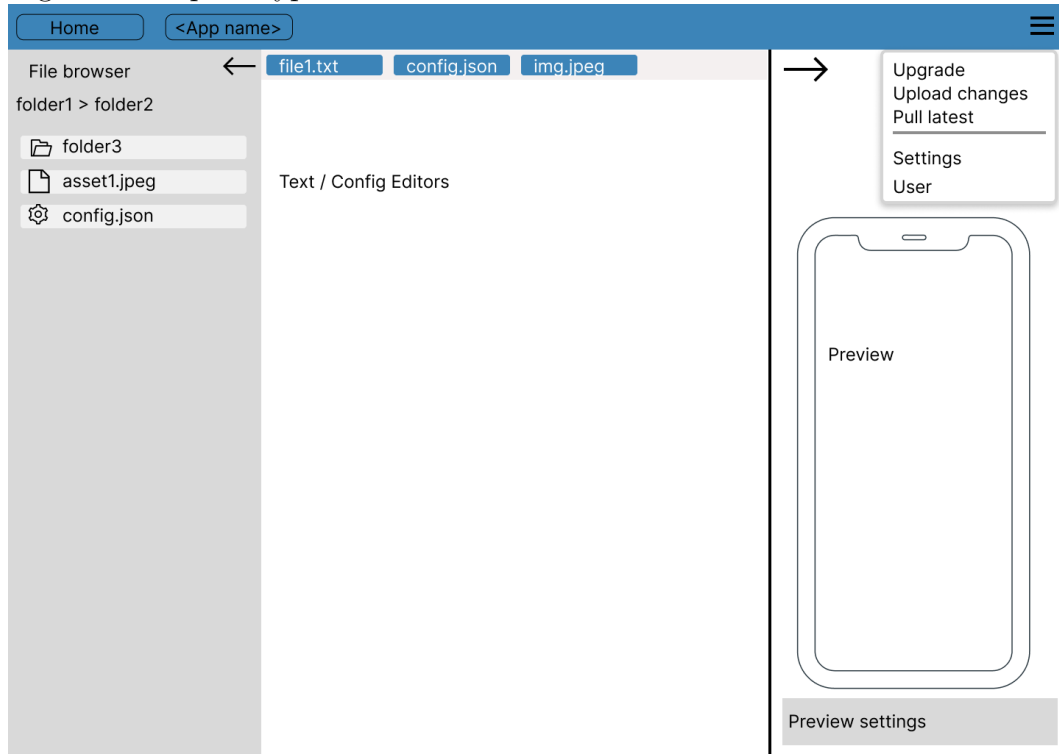 Home
<App name>
File browser
folder1 > folder2
folder3
asset1.jpeg
config.json
file1.txt
config.json
img.jpeg
Text / Config Editors
Upgrade
Upload changes
Pull latest
Settings
User
Preview
Preview settings